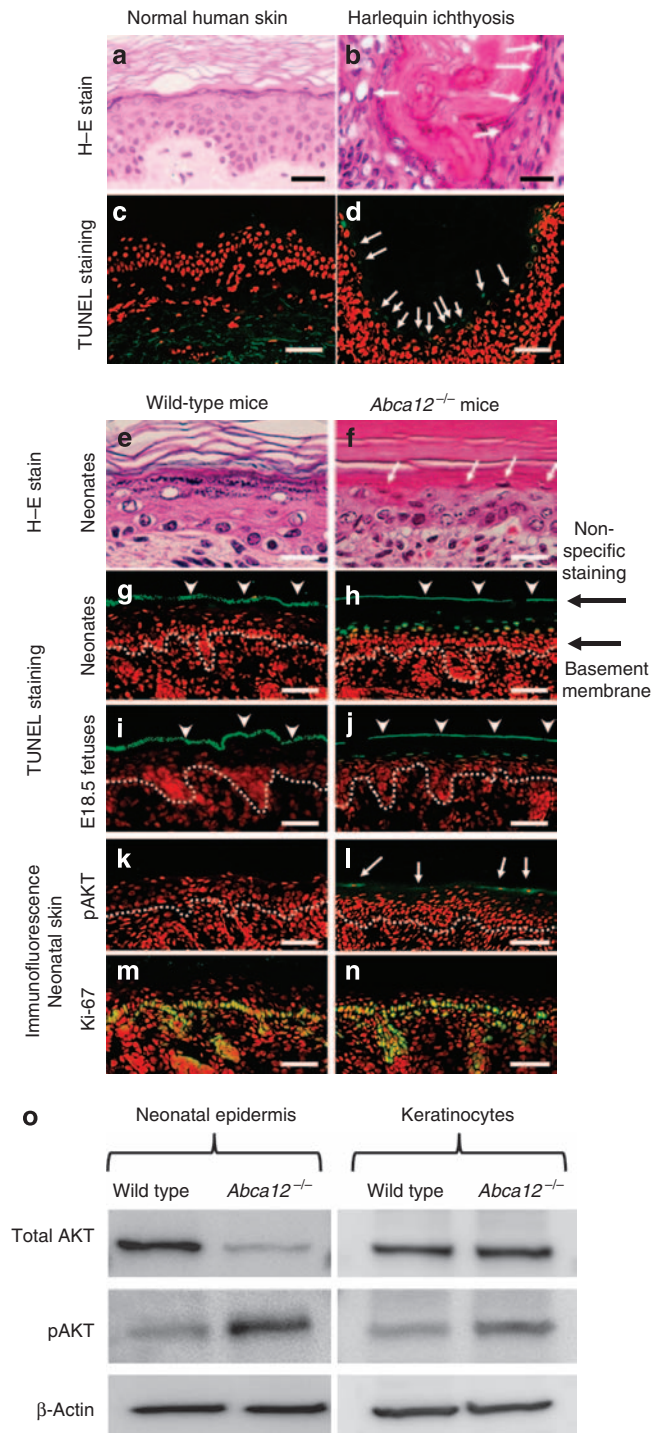 Normal human skin Harlequin ichthyosis
H–E stain
a b
TUNEL staining
c d
Wild-type mice Abca12 –/– mice
H–E stain
Neonates
e f
Non-
specific
staining
TUNEL staining
Neonates
g h
Basement
membrane
E18.5 fetuses
i j
Immunofluorescence
Neonatal skin
pAKT
k l
Ki-67
m n
o
Neonatal epidermis Keratinocytes
Wild type Abca12–/– Wild type Abca12–/–
Total AKT
pAKT
β-Actin